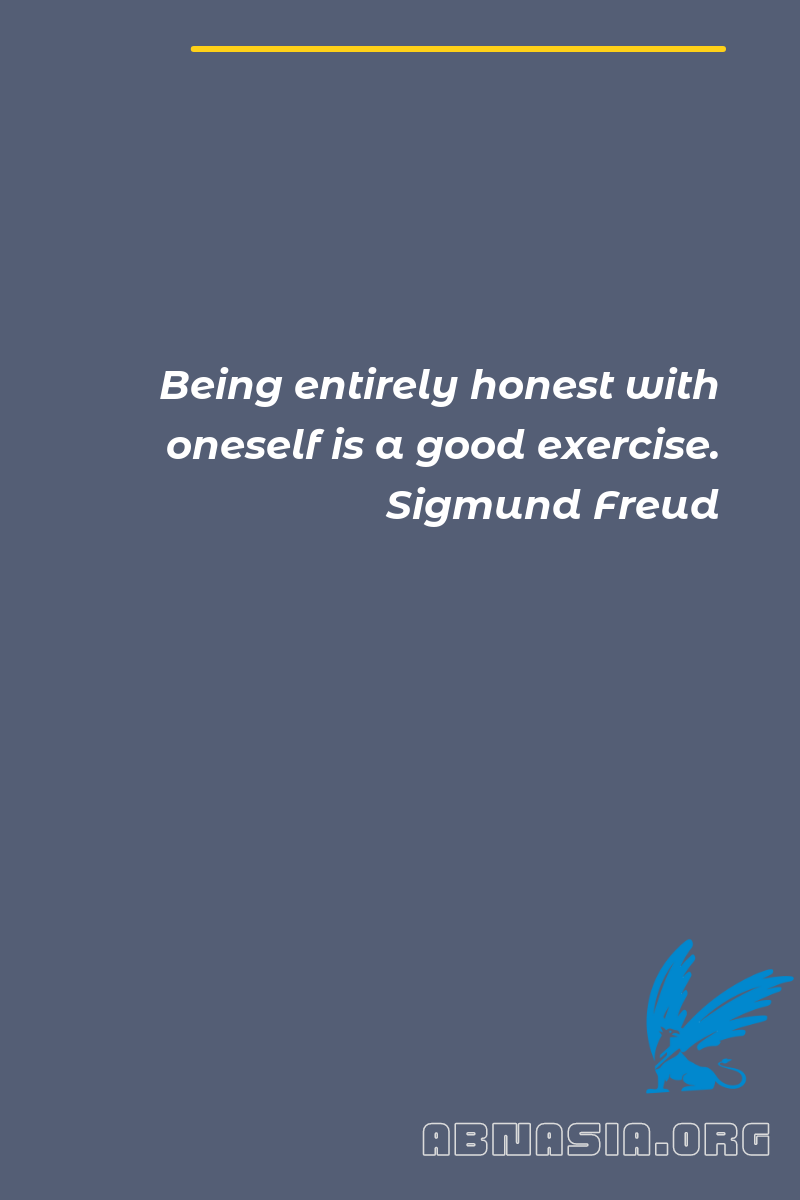 Being entirely honest with
oneself is a good exercise.
Sigmund Freud
ABNASIA.ORG